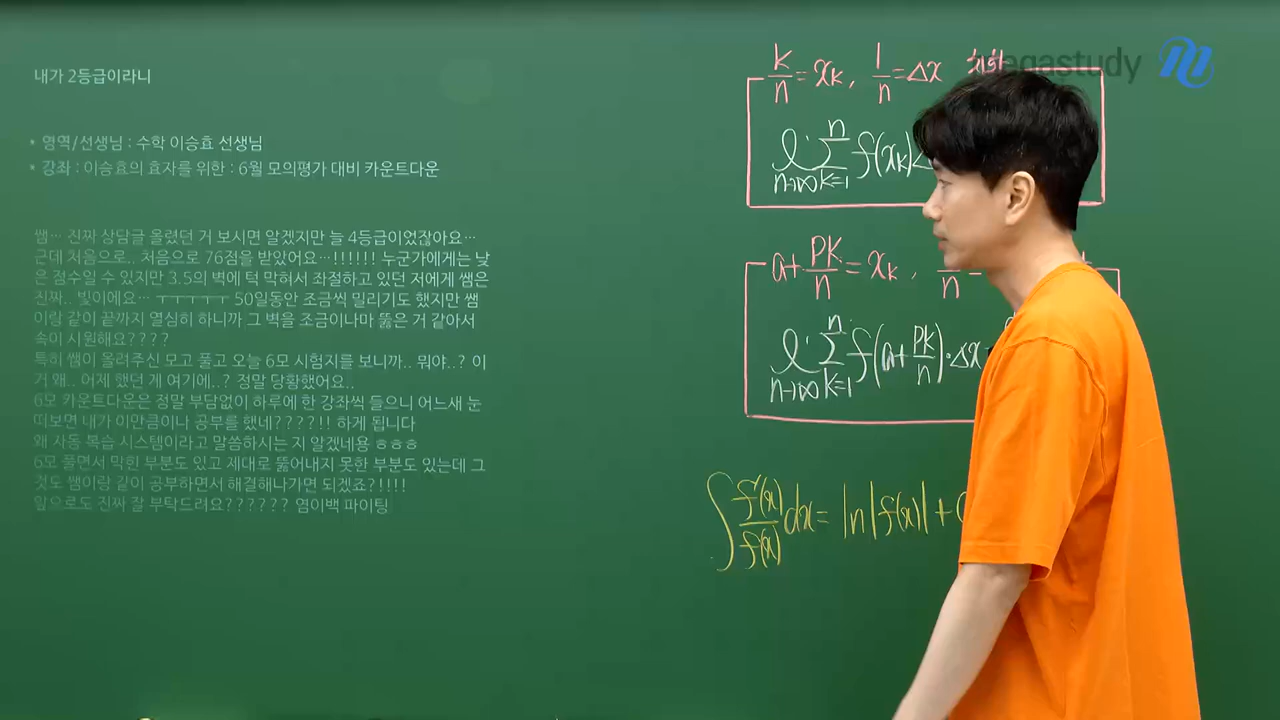 내가 2등급이라니
• 영역/선생님 : 수학 이승효 선생님
• 강좌 : 이승효의 효자를 위한 : 6월 모의평가 대비 카운트다운
쌤… 진짜 상담글 올렸던 거 보시면 알겠지만 늘 4등급이었잖아요…
근데 처음으로.. 처음으로 76점을 받았어요…!!!!!! 누군가에게는 낮
은 점수일 수 있지만 3.5의 벽에 턱 막혀서 좌절하고 있던 저에게 쌤은
진짜.. 빛이에요… ㅜㅜㅜㅜㅜ 50일동안 조금씩 밀리기도 했지만 쌤
이랑 같이 끝까지 열심히 하니까 그 벽을 조금이나마 뚫은 거 같아서
속이 시원해요????
특히 쌤이 올려주신 모고 풀고 오늘 6모 시험지를 보니까.. 뭐야..? 이
거 왜.. 어제 했던 게 여기에..? 정말 당황했어요..
6모 카운트다운은 정말 부담없이 하루에 한 강좌씩 들으니 어느새 눈
떠보면 내가 이만큼이나 공부를 했네????!! 하게 됩니다
왜 자동 복습 시스템이라고 말씀하시는 지 알겠네용 ㅎㅎㅎ
6모 풀면서 막힌 부분도 있고 제대로 뚫어내지 못한 부분도 있는데 그
것도 쌤이랑 같이 공부하면서 해결해나가면 되겠죠?!!!!
앞으로도 진짜 잘 부탁드려요?????? 염이백 파이팅
k/n = xₖ, 1/n = Δx
lim n→∞ Σ k=1 n f(xₖ)
a + pk/n = xₖ,
lim n→∞ Σ k=1 n f(a + pk/n)·Δx
∫ f'(x)/f(x) dx = ln|f(x)| + C
megastudy